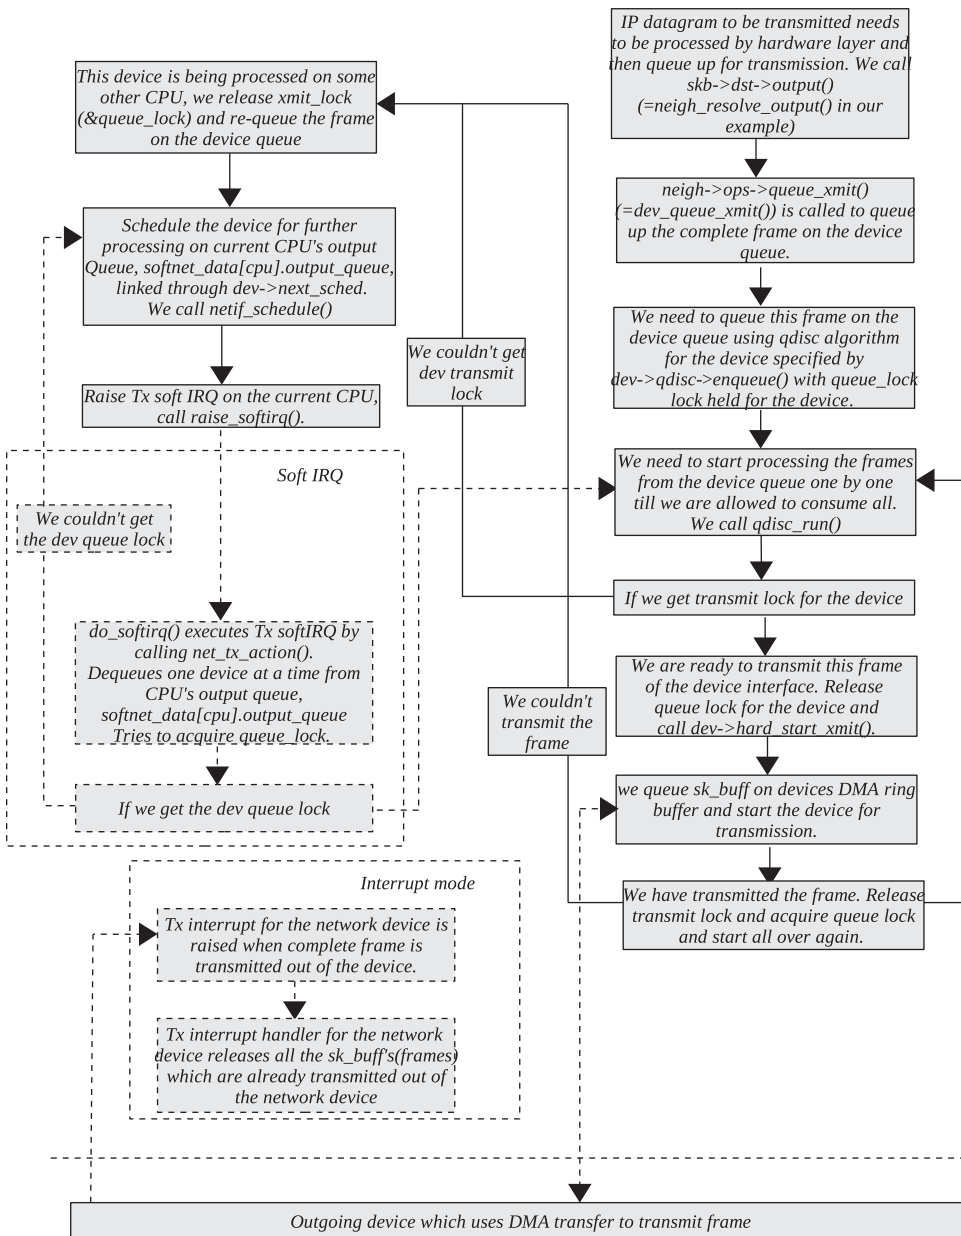 IP datagram to be transmitted needs
to be processed by hardware layer and
then queue up for transmission. We call
skb->dst->output()
(=neigh_resolve_output() in our
example)
This device is being processed on some
other CPU, we release xmit_lock
(&queue_lock) and re-queue the frame
on the device queue
neigh->ops->queue_xmit()
(=dev_queue_xmit()) is called to queue
up the complete frame on the device
queue.
Schedule the device for further
processing on current CPU's output
Queue, softnet_data[cpu].output_queue,
linked through dev->next_sched.
We call netif_schedule()
We need to queue this frame on the
device queue using qdisc algorithm
for the device specified by
dev->qdisc->enqueue() with queue_lock
lock held for the device.
We couldn't get
dev transmit
lock
Raise Tx soft IRQ on the current CPU,
call raise_softirq().
Soft IRQ
We need to start processing the frames
from the device queue one by one
till we are allowed to consume all.
We call qdisc_run()
We couldn't get
the dev queue lock
If we get transmit lock for the device
do_softirq() executes Tx softIRQ by
calling net_tx_action().
Dequeues one device at a time from
CPU's output queue,
softnet_data[cpu].output_queue
Tries to acquire queue_lock.
We are ready to transmit this frame
of the device interface. Release
queue lock for the device and
call dev->hard_start_xmit().
We couldn't
transmit the
frame
If we get the dev queue lock
we queue sk_buff on devices DMA ring
buffer and start the device for
transmission.
Interrupt mode
We have transmitted the frame. Release
transmit lock and acquire queue lock
and start all over again.
Tx interrupt for the network device is
raised when complete frame is
transmitted out of the device.
Tx interrupt handler for the network
device releases all the sk_buff's(frames)
which are already transmitted out of
the network device
Outgoing device which uses DMA transfer to transmit frame